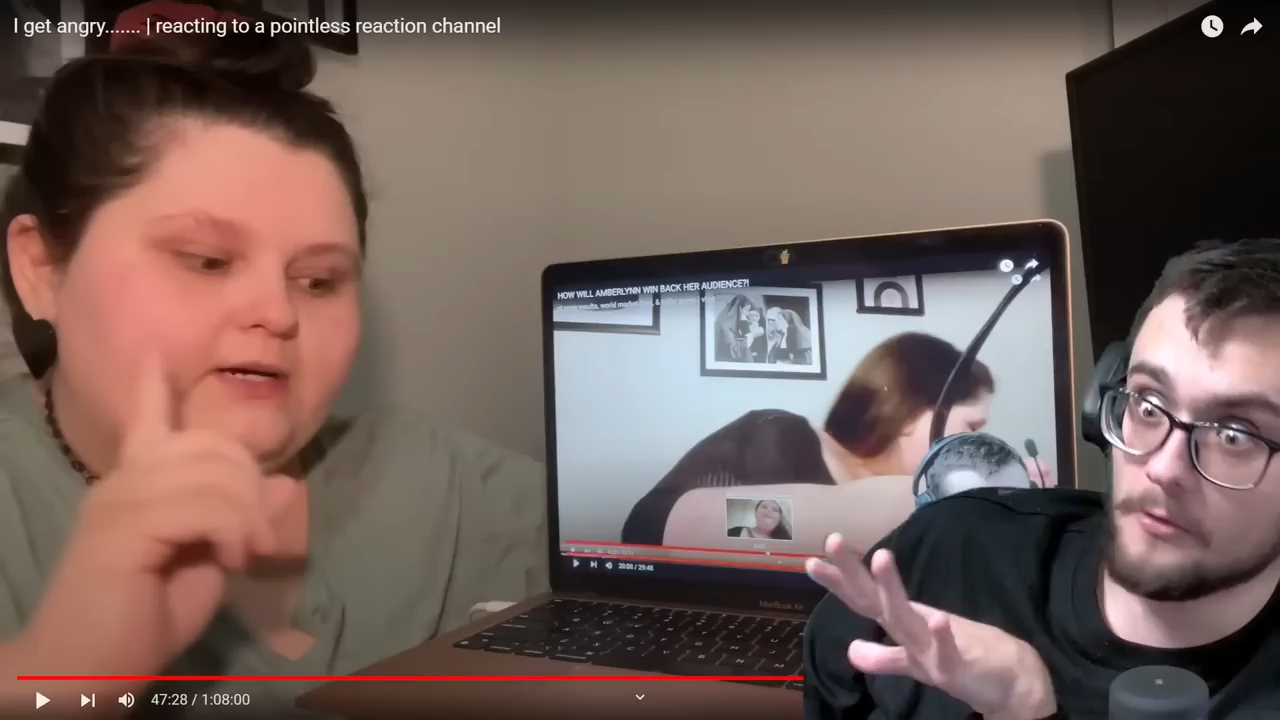 I get angry....... | reacting to a pointless reaction channel
HOW WILL AMBERLYNN WIN BACK HER AUDIENCE?!
20:08 / 29:48
MacBook Air
47:28 / 1:08:00